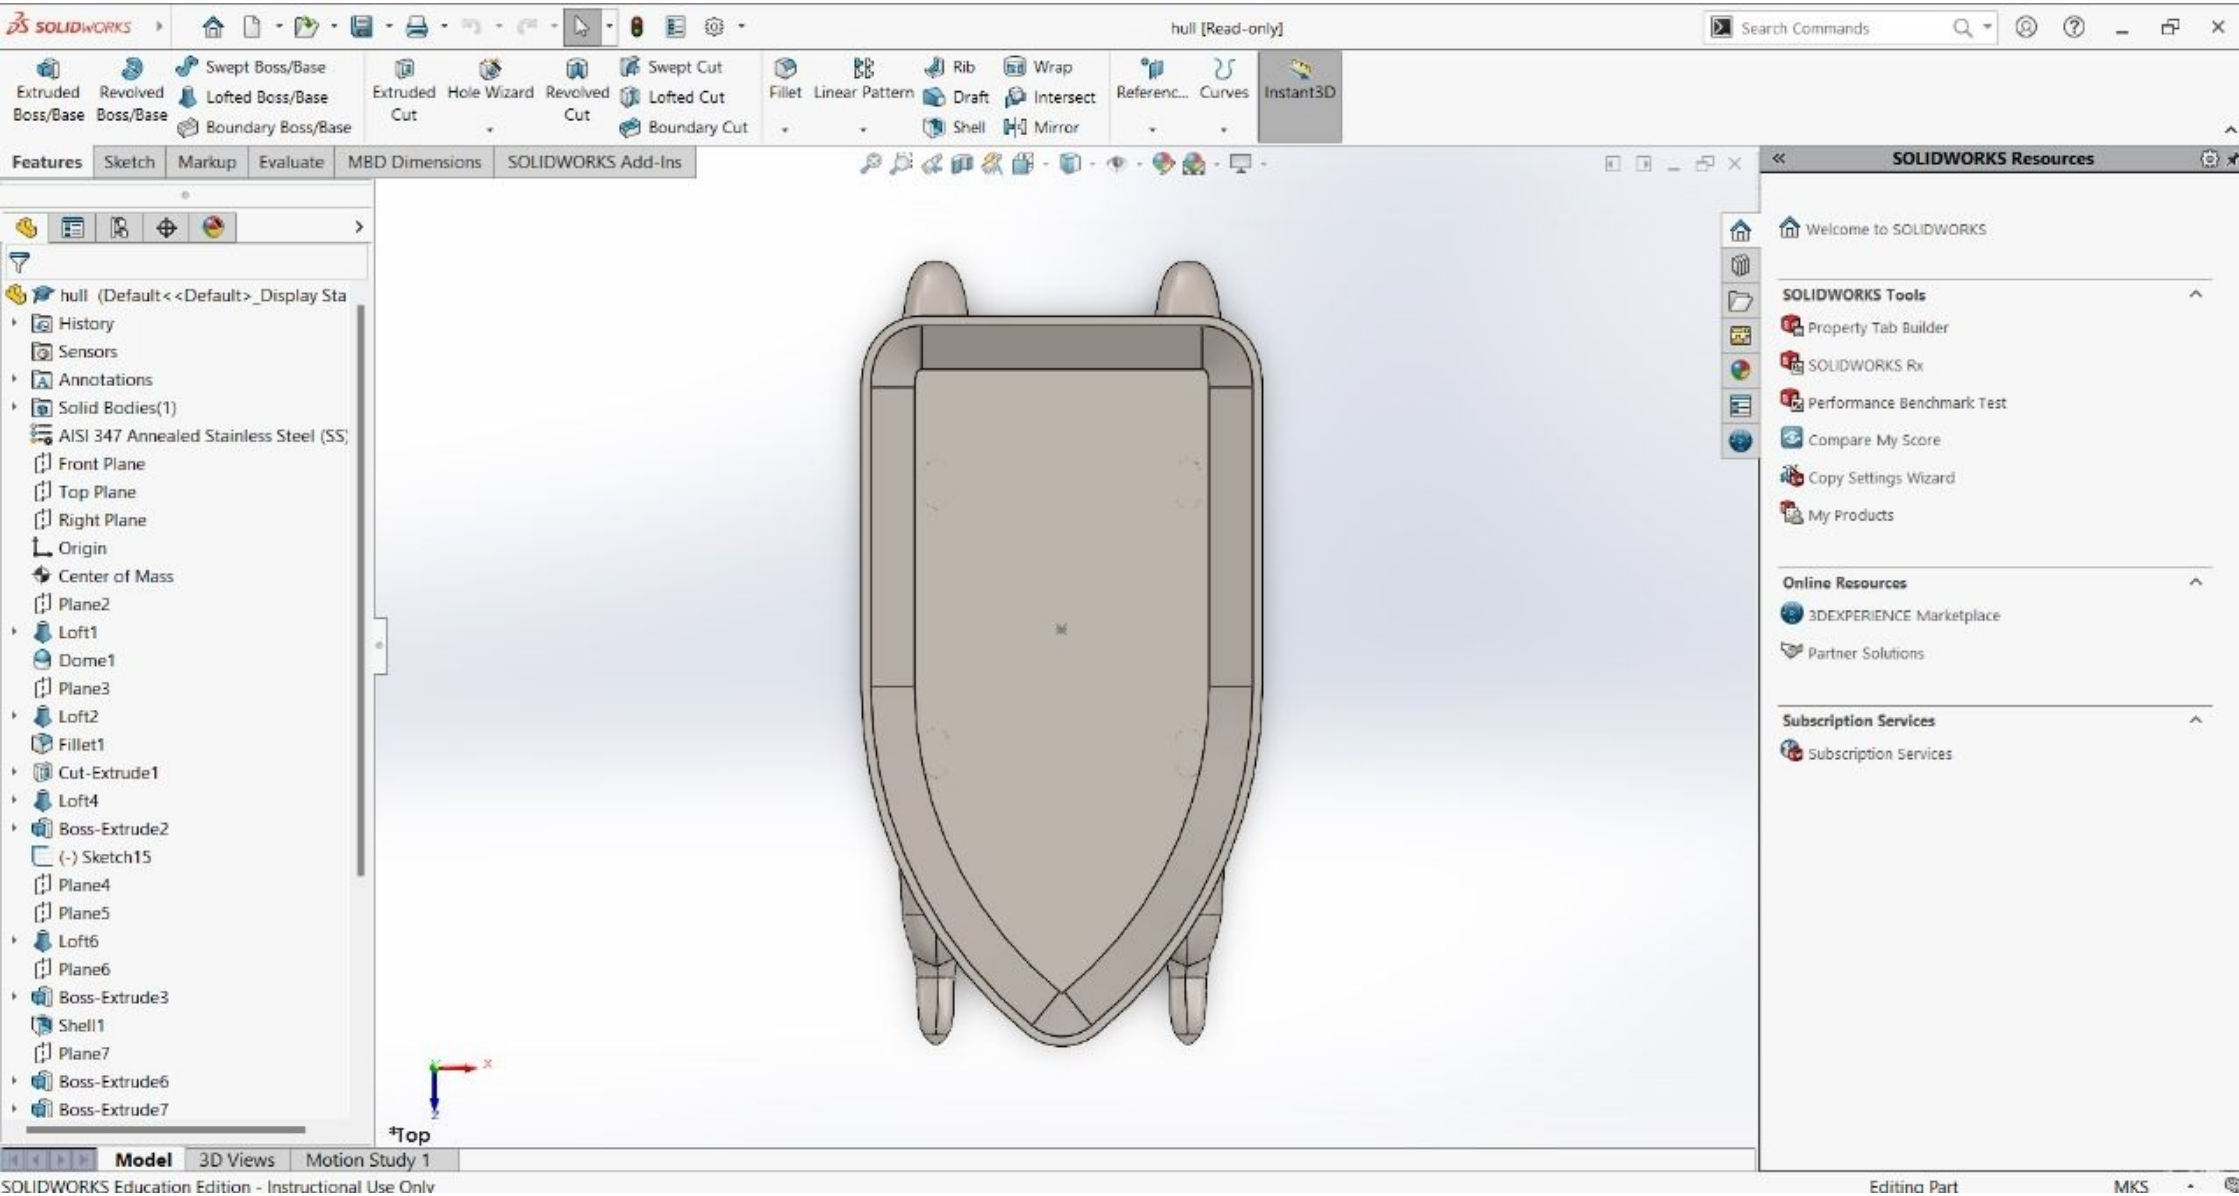 SOLIDWORKS
hull [Read-only]
Search Commands
Extruded Boss/Base
Revolved Boss/Base
Swept Boss/Base
Lofted Boss/Base
Boundary Boss/Base
Extruded Cut
Hole Wizard
Revolved Cut
Swept Cut
Lofted Cut
Boundary Cut
Fillet
Linear Pattern
Rib
Draft
Shell
Wrap
Intersect
Mirror
Referenc...
Curves
Instant3D
Features
Sketch
Markup
Evaluate
MBD Dimensions
SOLIDWORKS Add-Ins
hull (Default<<Default>_Display Sta
History
Sensors
Annotations
Solid Bodies(1)
AISI 347 Annealed Stainless Steel (SS)
Front Plane
Top Plane
Right Plane
Origin
Center of Mass
Plane2
Loft1
Dome1
Plane3
Loft2
Fillet1
Cut-Extrude1
Loft4
Boss-Extrude2
(-) Sketch15
Plane4
Plane5
Loft6
Plane6
Boss-Extrude3
Shell1
Plane7
Boss-Extrude6
Boss-Extrude7
X
Z
*Top
SOLIDWORKS Resources
Welcome to SOLIDWORKS
SOLIDWORKS Tools
Property Tab Builder
SOLIDWORKS Rx
Performance Benchmark Test
Compare My Score
Copy Settings Wizard
My Products
Online Resources
3DEXPERIENCE Marketplace
Partner Solutions
Subscription Services
Subscription Services
Model
3D Views
Motion Study 1
SOLIDWORKS Education Edition - Instructional Use Only
Editing Part
MKS